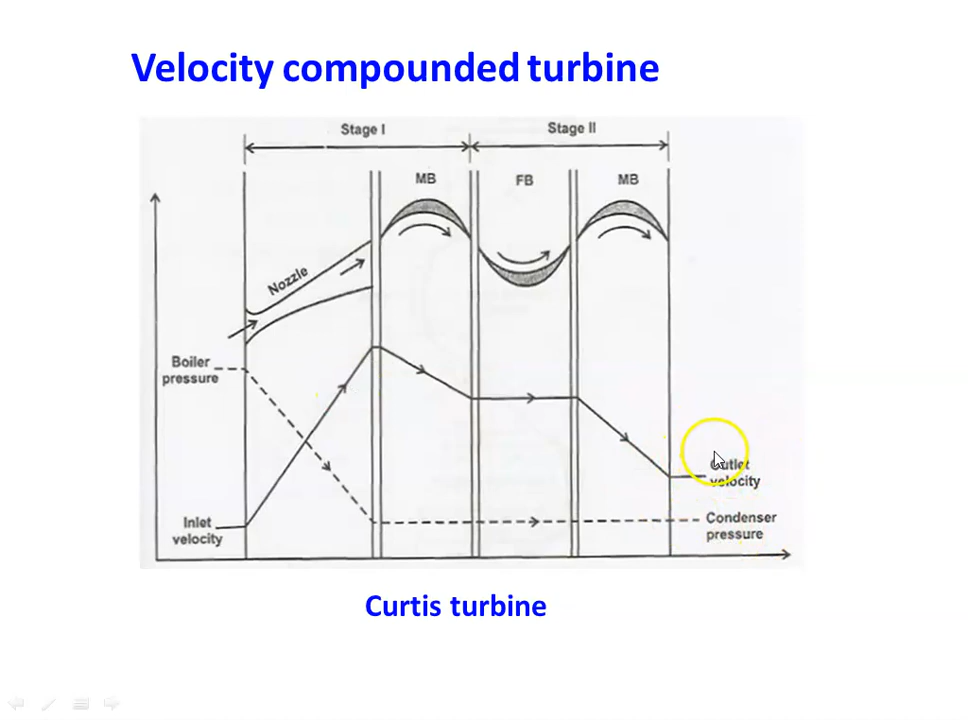 Velocity compounded turbine
Stage I
Stage II
MB
FB
MB
Nozzle
Boiler
pressure
Inlet
velocity
Outlet
velocity
Condenser
pressure
Curtis turbine